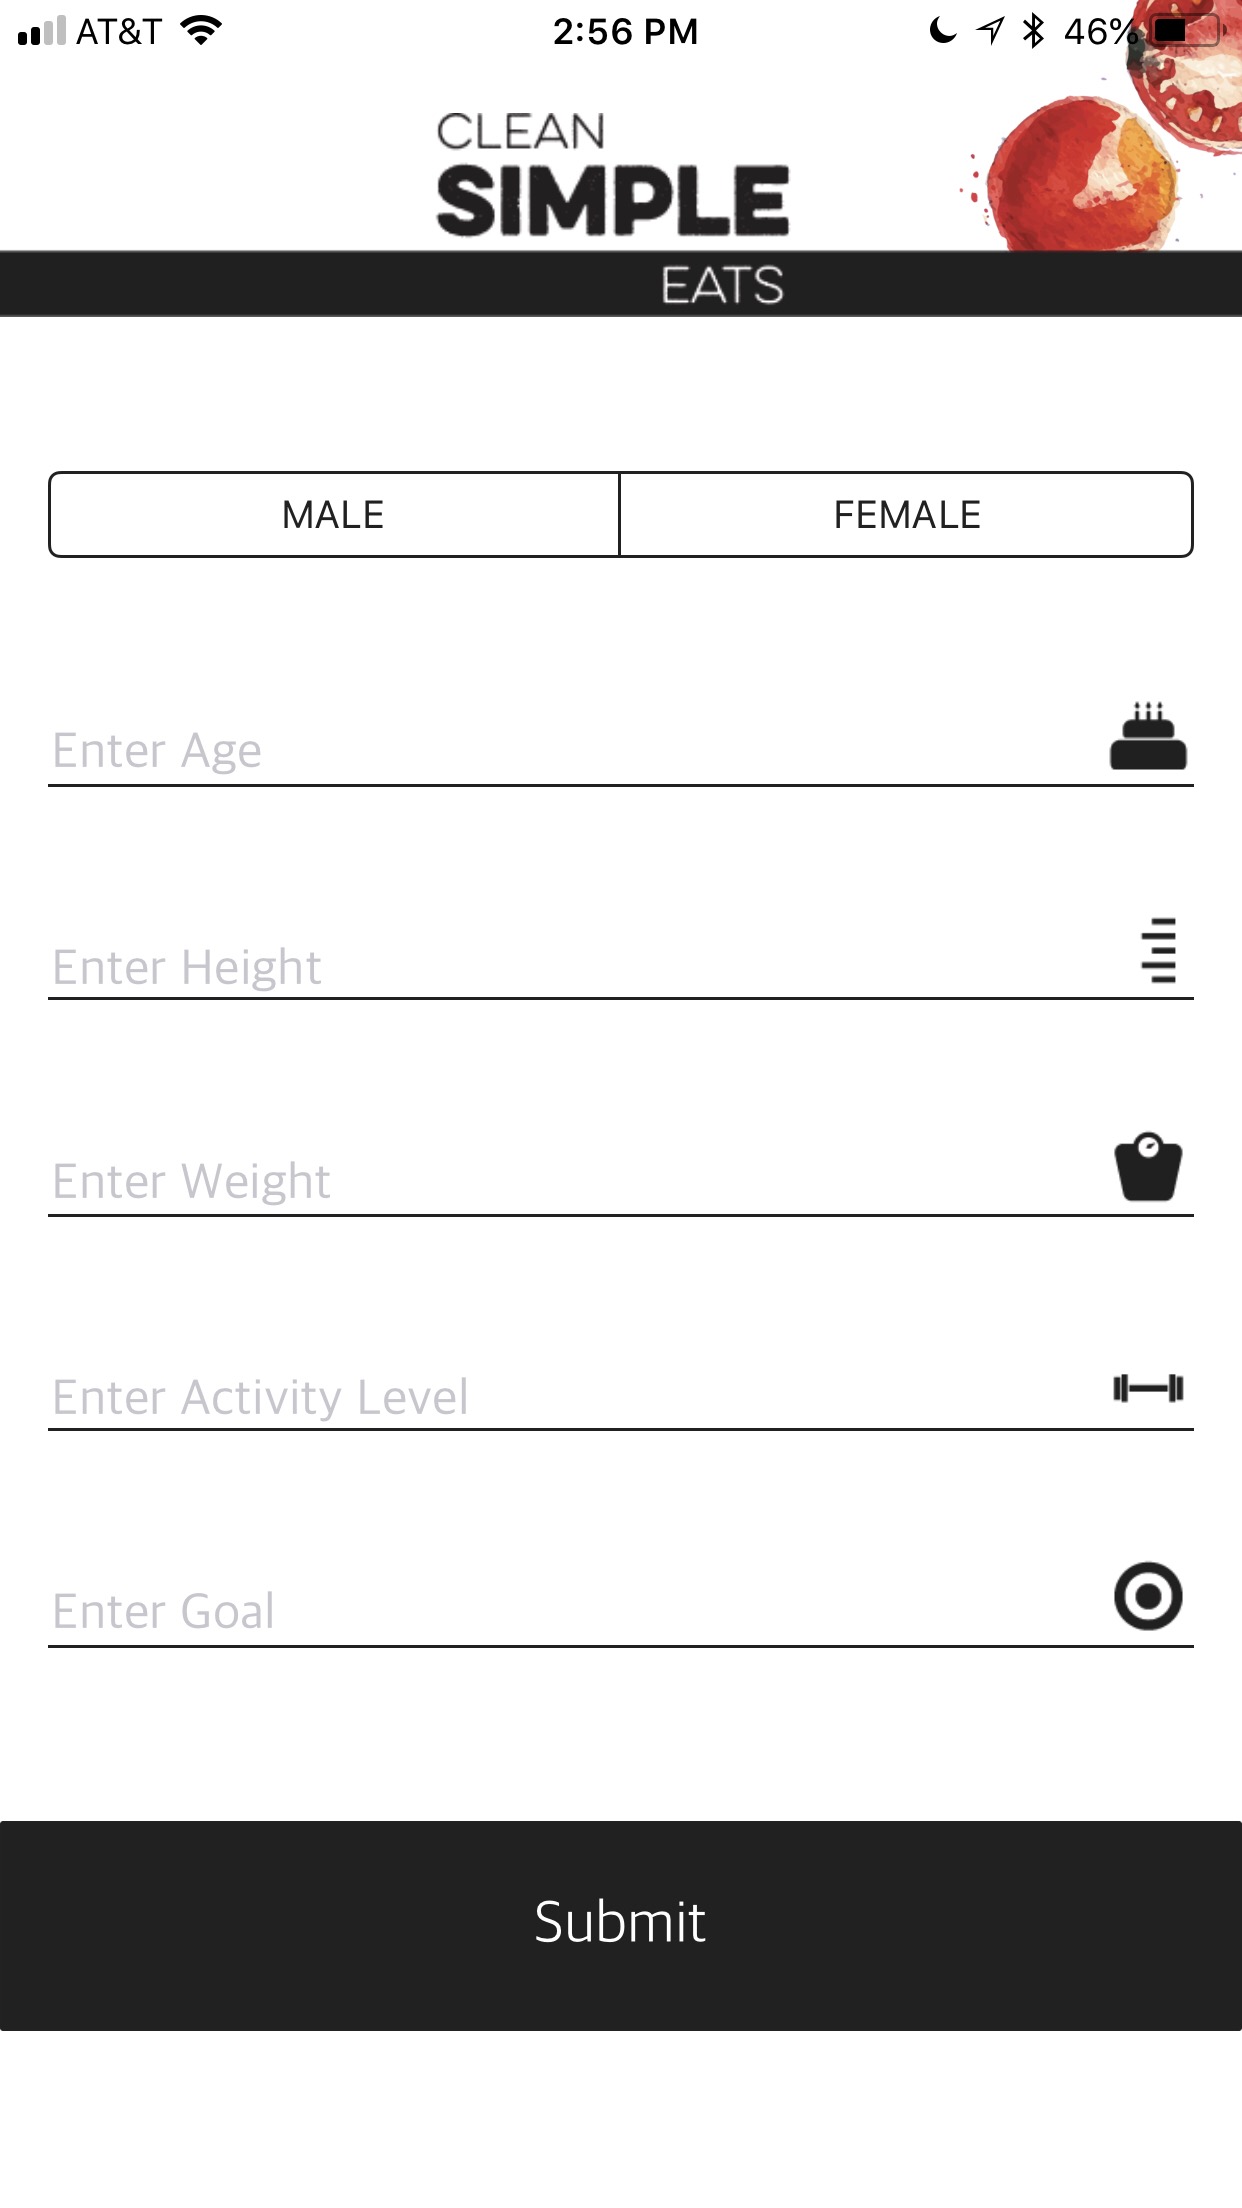 AT&T 2:56 PM 46%
CLEAN
SIMPLE
EATS
MALE FEMALE
Enter Age
Enter Height
Enter Weight
Enter Activity Level
Enter Goal
Submit